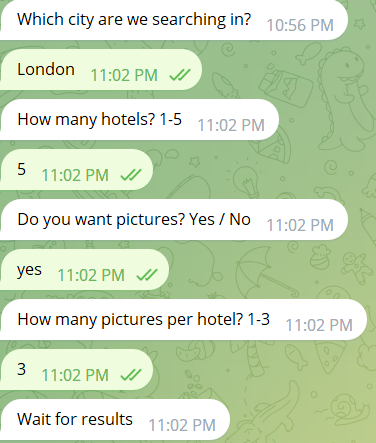 Which city are we searching in? 10:56 PM
London 11:02 PM
How many hotels? 1-5 11:02 PM
5 11:02 PM
Do you want pictures? Yes / No 11:02 PM
yes 11:02 PM
How many pictures per hotel? 1-3 11:02 PM
3 11:02 PM
Wait for results 11:02 PM